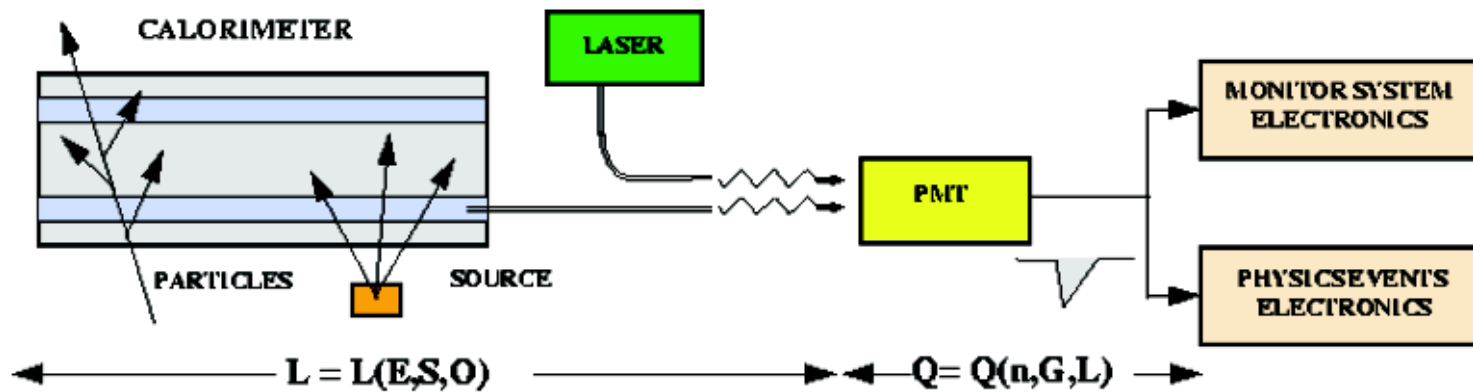 CALORIMETER
LASER
MONITOR SYSTEM
ELECTRONICS
PMT
PARTICLES
SOURCE
PHYSICSEVENTS
ELECTRONICS
L = L(E,S,O)
Q= Q(n,G,L)